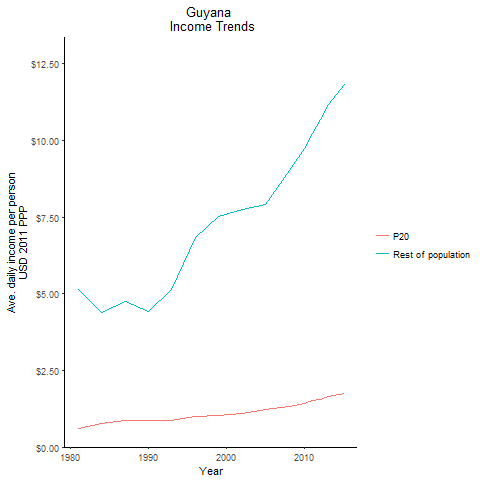 Guyana
Income Trends
Ave. daily income per person
USD 2011 PPP
$12.50
$10.00
$7.50
$5.00
$2.50
$0.00
1980
1990
2000
2010
Year
P20
Rest of population